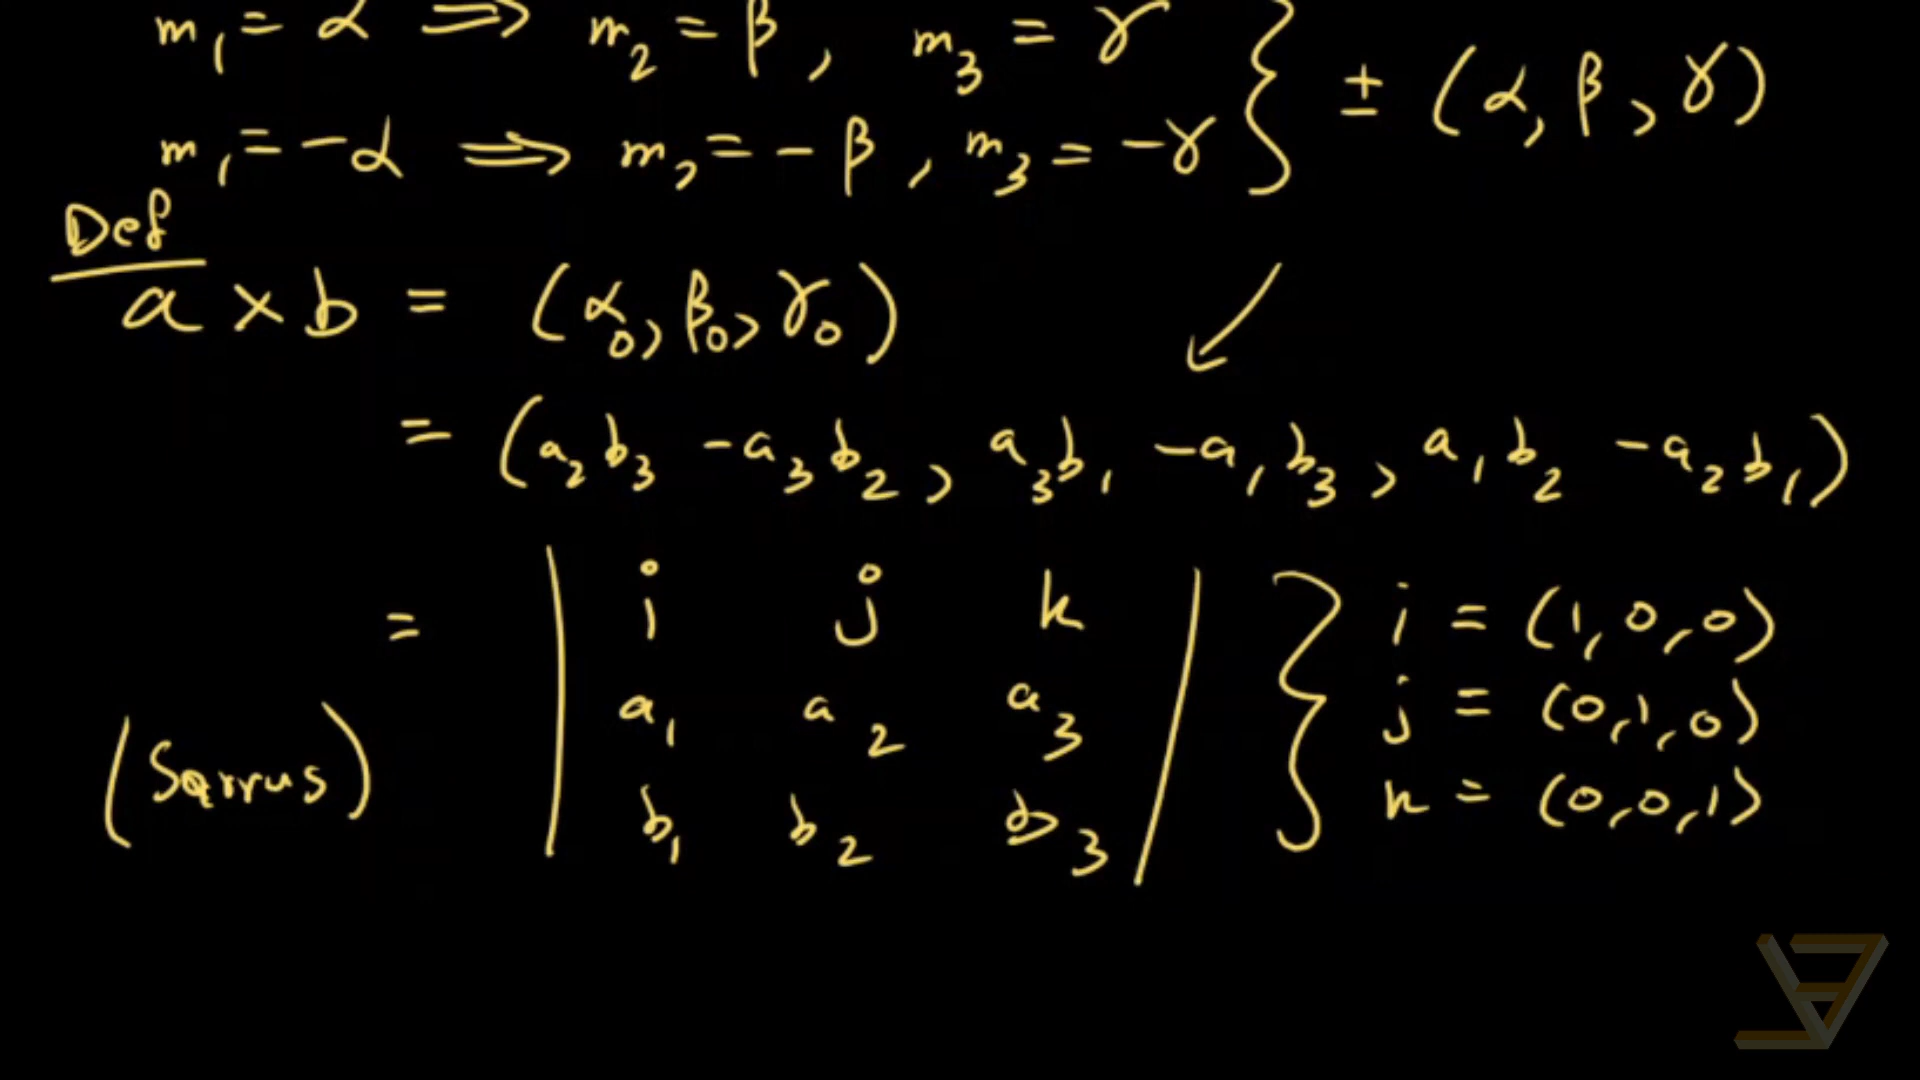 m₁ = α ⟹ m₂ = β , m₃ = γ } ± (α, β, γ)
m₁ = -α ⟹ m₂ = -β , m₃ = -γ
Def
a × b = (α₀, β₀, γ₀)
= (a₂b₃ - a₃b₂, a₃b₁ - a₁b₃, a₁b₂ - a₂b₁)
= | i j k | } i = (1,0,0)
a₁ a₂ a₃ j = (0,1,0)
(Sarrus) b₁ b₂ b₃ k = (0,0,1)